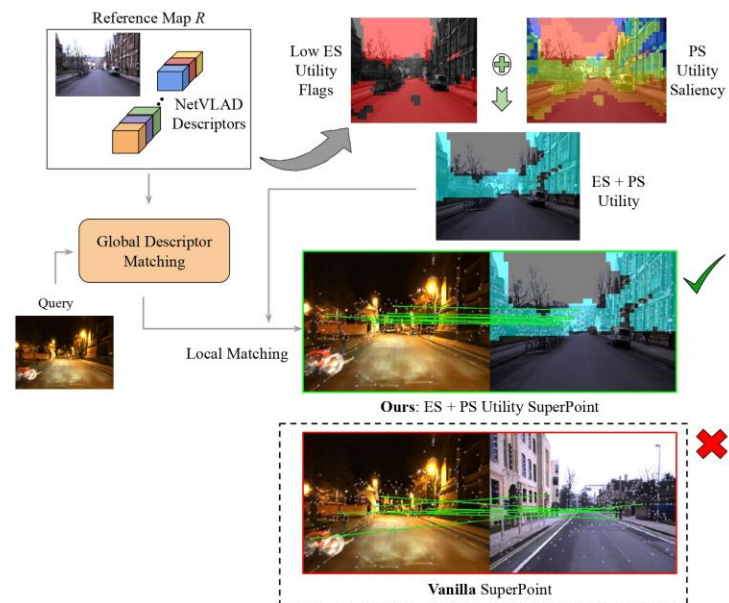 Reference Map R
NetVLAD
Descriptors
Low ES
Utility
Flags
PS
Utility
Saliency
ES + PS
Utility
Global Descriptor
Matching
Query
Local Matching
Ours: ES + PS Utility SuperPoint
Vanilla SuperPoint